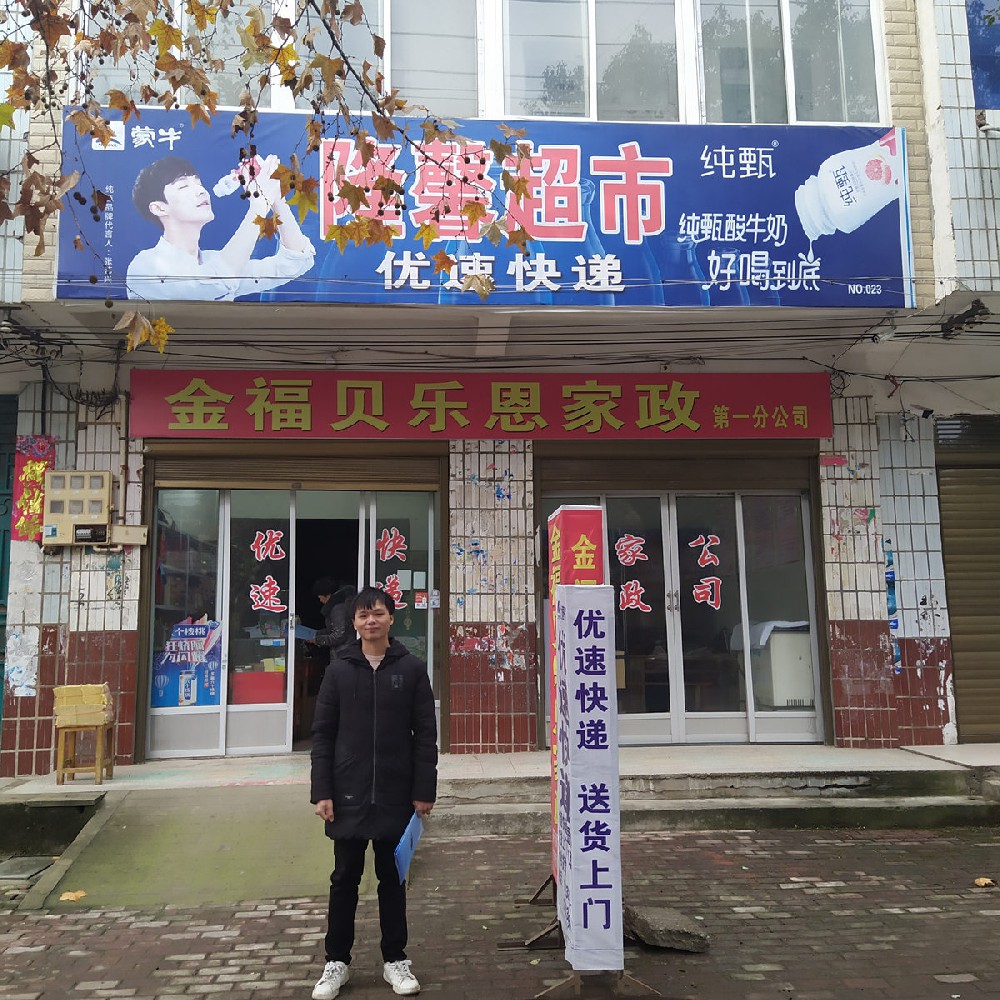 蒙牛
隆馨超市
优速快递
纯甄
纯甄酸牛奶
好喝到底
NO:023
金福贝乐恩家政 第一分公司
优速
快递
家政
公司
优速快递 送货上门